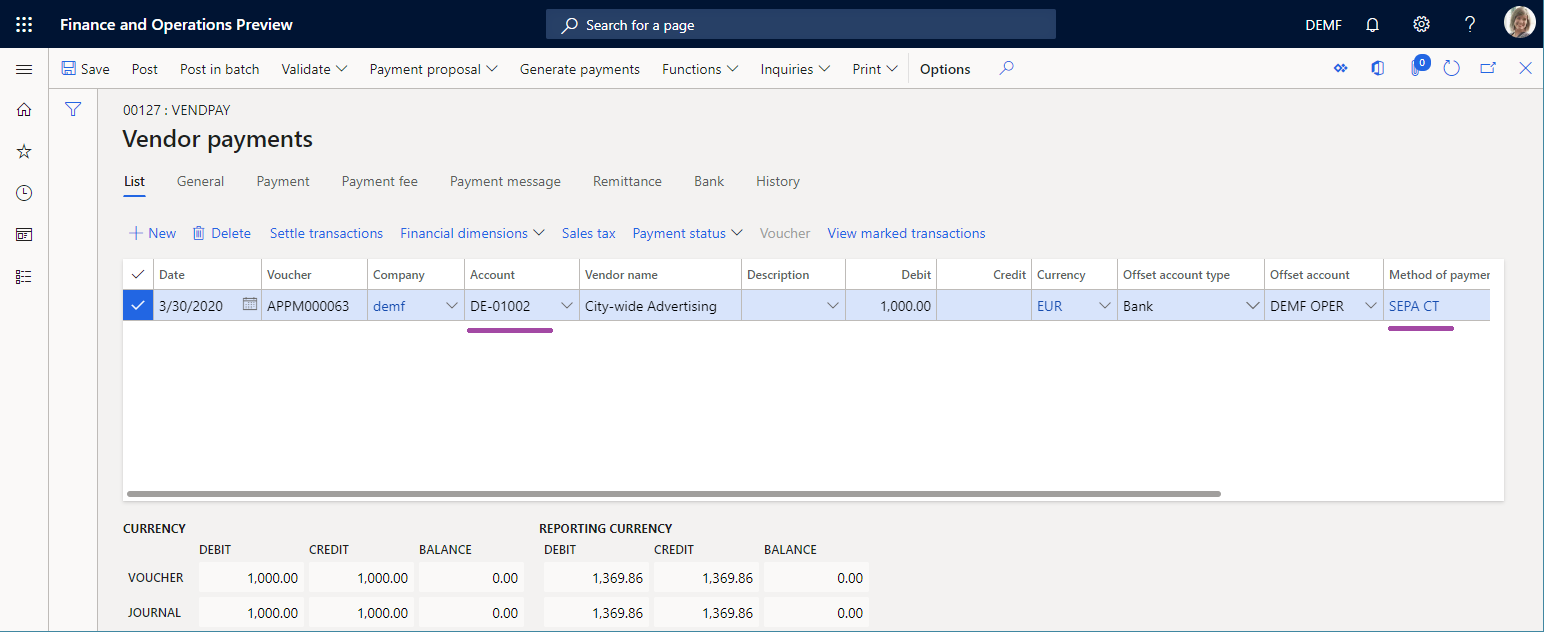 Finance and Operations Preview Search for a page DEMF ?
Save Post Post in batch Validate Payment proposal Generate payments Functions Inquiries Print Options 0
00127 : VENDPAY
Vendor payments
List General Payment Payment fee Payment message Remittance Bank History
New Delete Settle transactions Financial dimensions Sales tax Payment status Voucher View marked transactions
Date Voucher Company Account Vendor name Description Debit Credit Currency Offset account type Offset account Method of paymen
3/30/2020 APPM000063 demf DE-01002 City-wide Advertising 1,000.00 EUR Bank DEMF OPER SEPA CT
CURRENCY REPORTING CURRENCY
DEBIT CREDIT BALANCE DEBIT CREDIT BALANCE
VOUCHER 1,000.00 1,000.00 0.00 1,369.86 1,369.86 0.00
JOURNAL 1,000.00 1,000.00 0.00 1,369.86 1,369.86 0.00